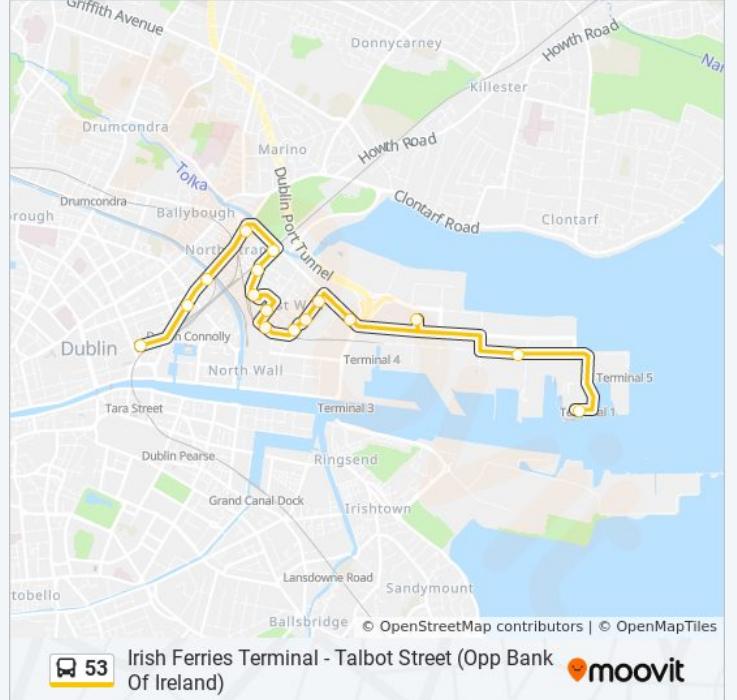 Griffith Avenue
Donnycarney
Howth Road
Killester
Drumcondra
Marino
Howth Road
Tolka
Dublin Port Tunnel
Drumcondra
Clontarf Road
Ballybough
Clontarf
Connolly
Dublin
Terminal 4
North Wall
Terminal 5
Tara Street
Terminal 3
Dublin Pearse
Ringsend
Grand Canal Dock
Irishtown
Lansdowne Road
Sandymount
Ballsbridge
© OpenStreetMap contributors | © OpenMapTiles
53
Irish Ferries Terminal - Talbot Street (Opp Bank
Of Ireland)
moovit